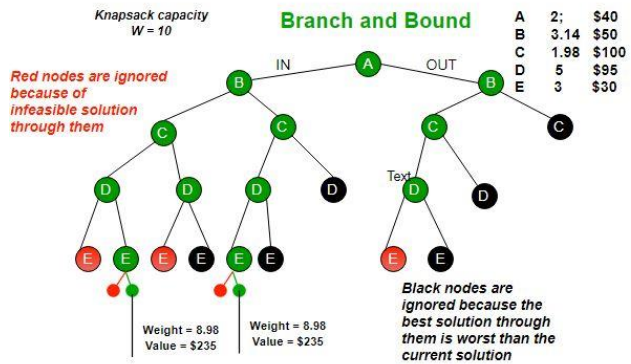 Knapsack capacity
W = 10
Branch and Bound
A 2; $40
B 3.14 $50
C 1.98 $100
D 5 $95
E 3 $30
Red nodes are ignored
because of
infeasible solution
through them
IN
OUT
A
B
B
C
C
C
C
D
D
D
D
Text
D
D
E
E
E
E
E
E
E
E
Weight = 8.98
Value = $235
Weight = 8.98
Value = $235
Black nodes are
ignored because the
best solution through
them is worst than the
current solution